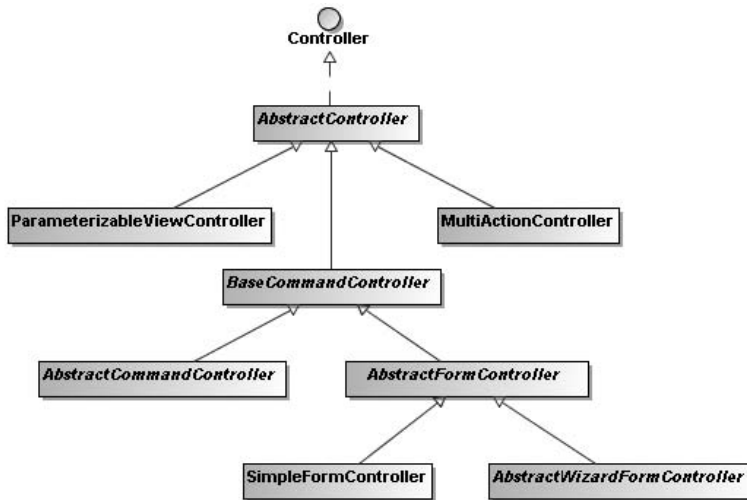 Controller
AbstractController
ParameterizableViewController
MultiActionController
BaseCommandController
AbstractCommandController
AbstractFormController
SimpleFormController
AbstractWizardFormController